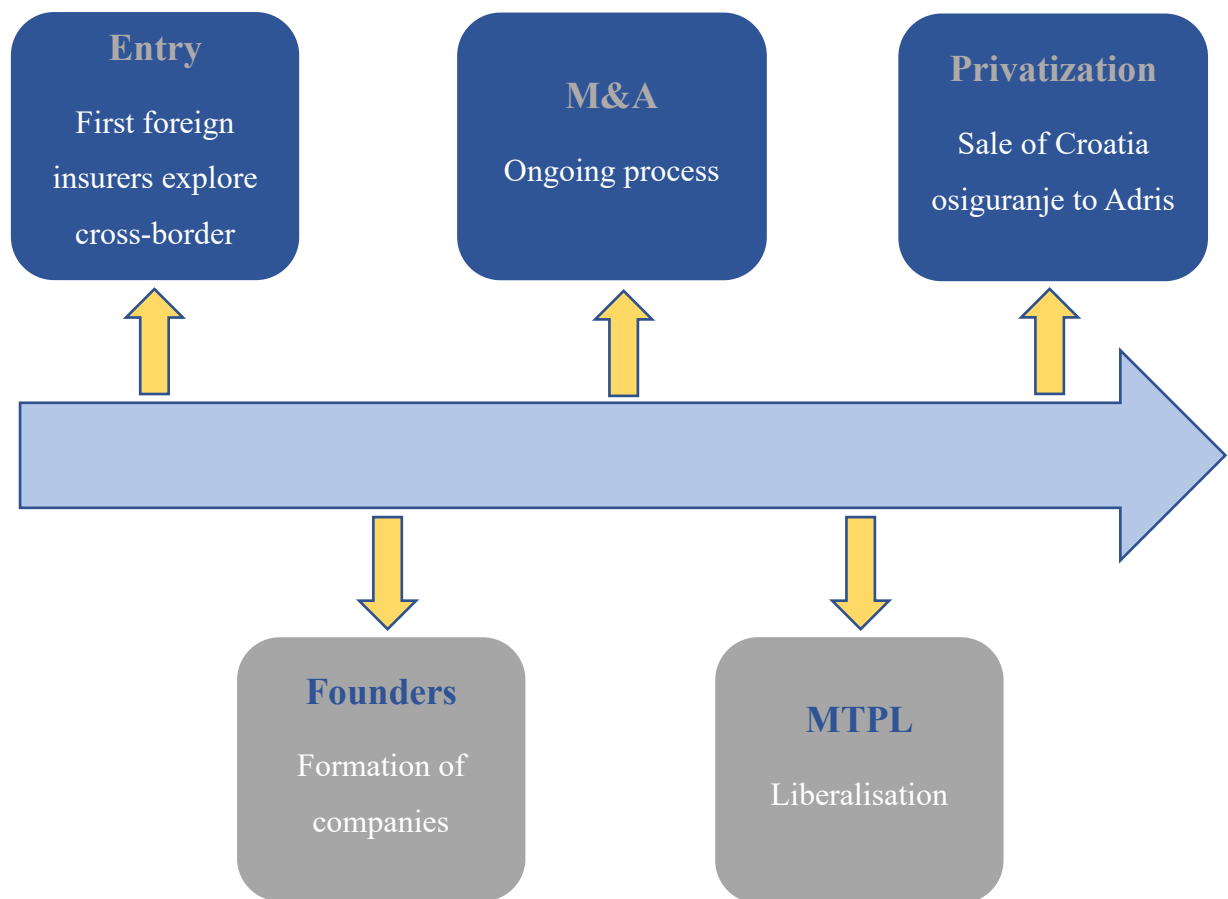 Entry
First foreign
insurers explore
cross-border
M&A
Ongoing process
Privatization
Sale of Croatia
osiguranje to Adris
Founders
Formation of
companies
MTPL
Liberalisation